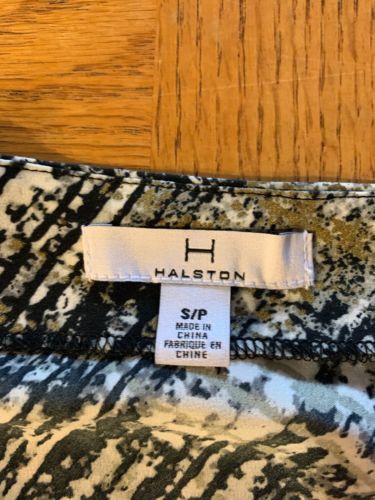 H
HALSTON
S/P
MADE IN
CHINA
FABRIQUE EN
CHINE